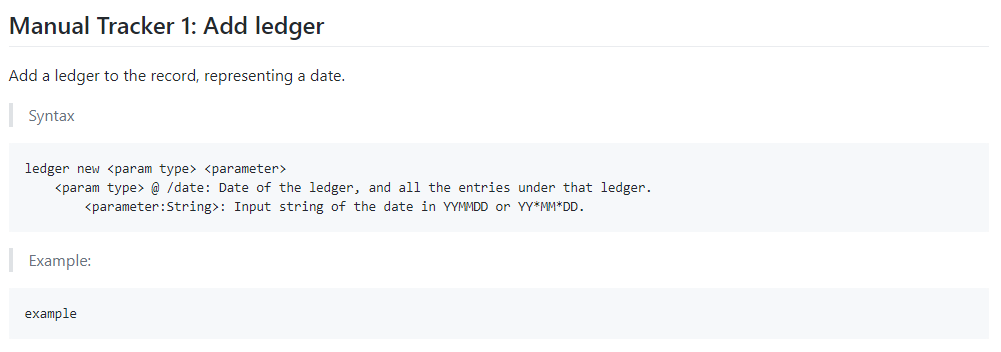 Manual Tracker 1: Add ledger
Add a ledger to the record, representing a date.
Syntax
ledger new <param type> <parameter>
    <param type> @ /date: Date of the ledger, and all the entries under that ledger.
        <parameter:String>: Input string of the date in YYMMDD or YY*MM*DD.
Example:
example